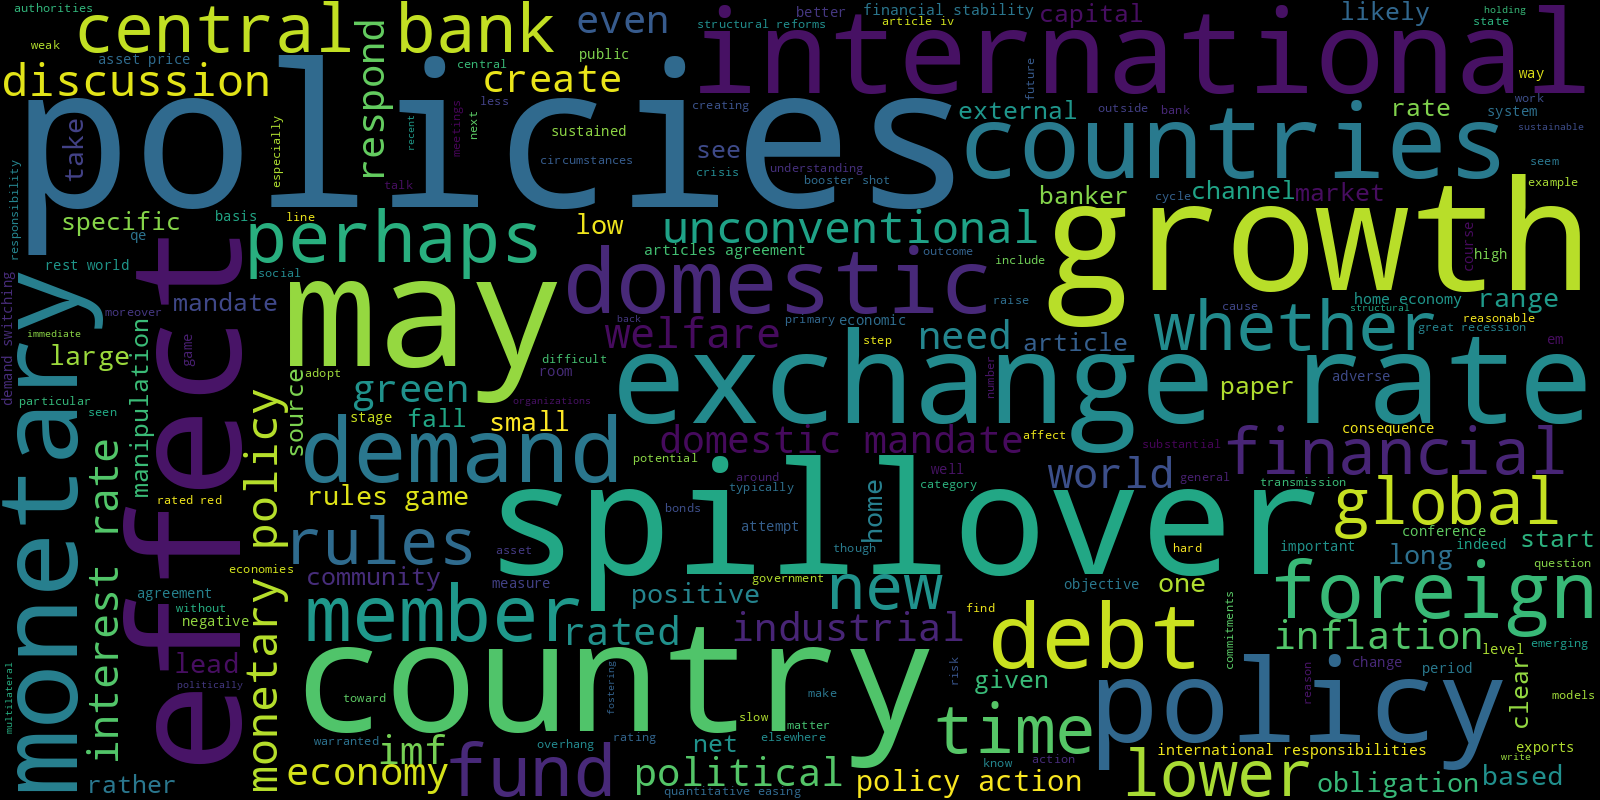 authorities
central bank
even
structural reforms
better
financial stability
article iv
capital
likely
holding
state
international
weak
asset price
discussion
respond
central
public
create
less
way
policies
take
especially
recent
meetings
next
sustained
circumstances
see
crisis
creating
understanding
booster shot
external
future
outside
bank
rate
system
work
sustainable
countries
seem
talk
banker
cycle
channel
market
example
responsibility
specific
basis
line
qe
perhaps
low
unconventional
articles agreement
outcome
include
growth
course
high
rest world
social
mandate
moreover
demand switching
immediate
effect
may
domestic
raise
cause
home economy
structural
range
reasonable
great recession
whether
monetary
manipulation
game
large
back
welfare
primary
economic
need
step
article
em
difficult
room
adopt
exchange rate
number
paper
adverse
particular
seen
source
green
organizations
stage
fall
small
demand
domestic mandate
affect
substantial
consequence
financial
interest rate
monetary policy
rated red
rules game
potential
around
typically
well
category
world
general
transmission
global
bonds
attempt
home
spillover
rules
asset
though
hard
important
conference
long
indeed
start
economies
community
measure
government
positive
new
objective
one
question
foreign
agreement
without
negative
member
rated
industrial
find
debt
commitments
inflation
level
emerging
lead
politically
multilateral
country
toward
fostering
make
risk
given
reason
change
period
policy
clear
models
slow
matter
time
warranted
imf
overhang
rating
net
elsewhere
know
action
international responsibilities
write
exports
rather
economy
fund
political
quantitative easing
policy action
lower
obligation
based